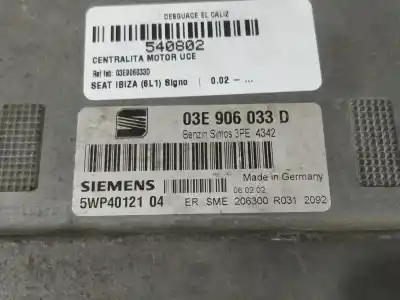 DESGUACE EL CALIZ
540802
CENTRALITA MOTOR UCE
Ref fab: 03E906033D
SEAT IBIZA (6L1) Signo | 0.02 - ...
03E 906 033 D
Benzin Simos 3PE 4342
SIEMENS
Made in Germany
06.02.02
5WP40121 04
ER SME 206300 R031 2092